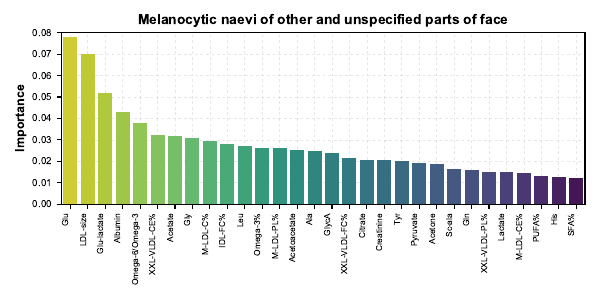 Melanocytic naevi of other and unspecified parts of face
Importance
0.08
0.07
0.06
0.05
0.04
0.03
0.02
0.01
0.00
Glu
LDL-size
Glu-lactate
Albumin
Omega-6/Omega-3
XXL-VLDL-CE%
Acetate
Gly
M-LDL-C%
IDL-FC%
Leu
Omega-3%
M-LDL-PL%
Acetoacetate
Ala
GlycA
XXL-VLDL-FC%
Citrate
Creatinine
Tyr
Pyruvate
Acetone
Gln
XXL-VLDL-PL%
Lactate
M-LDL-CE%
PUFA%
His
SFA%